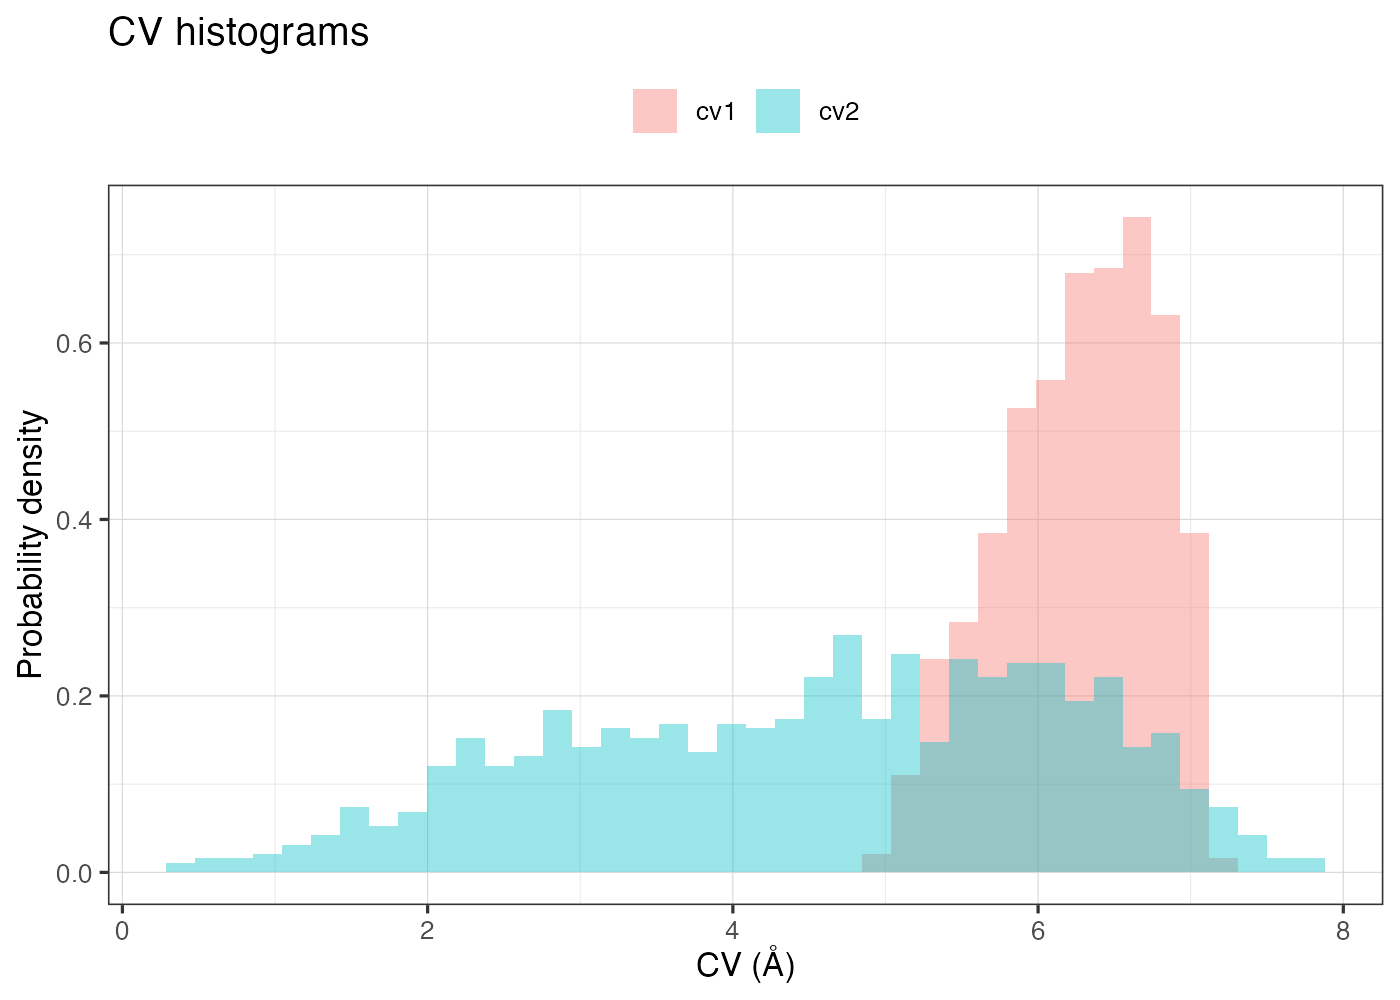 CV histograms
cv1 cv2
Probability density
0.6
0.4
0.2
0.0
0 2 4 6 8
CV (Å)